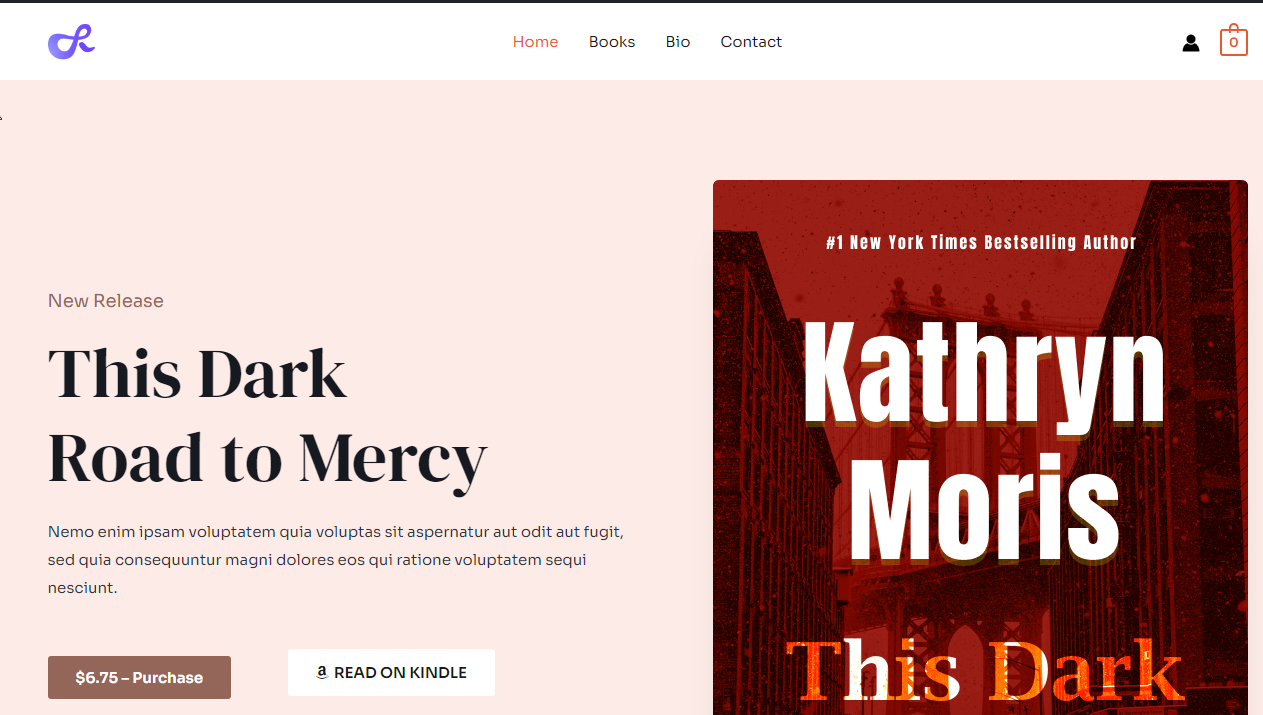 Home Books Bio Contact
0
New Release
This Dark
Road to Mercy
Nemo enim ipsam voluptatem quia voluptas sit aspernatur aut odit aut fugit,
sed quia consequuntur magni dolores eos qui ratione voluptatem sequi
nesciunt.
$6.75 – Purchase
READ ON KINDLE
#1 New York Times Bestselling Author
Kathryn
Moris
This Dark